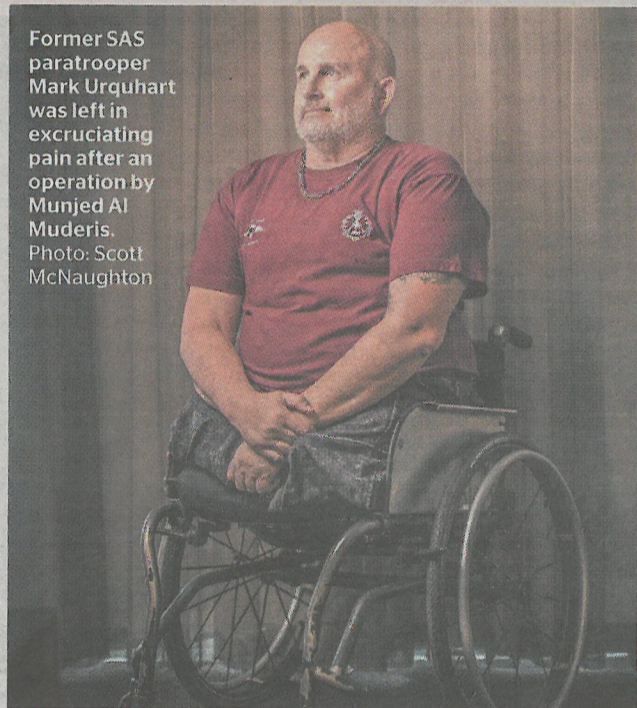 Former SAS
paratrooper
Mark Urquhart
was left in
excruciating
pain after an
operation by
Munjed Al
Muderis.
Photo: Scott
McNaughton